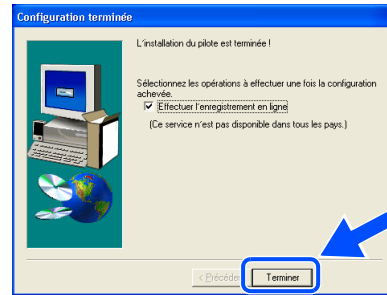 Configuration terminée
L'installation du pilote est terminée !
Sélectionnez les opérations à effectuer une fois la configuration
achevée.
Effectuer l'enregistrement en ligne
(Ce service n'est pas disponible dans tous les pays.)
< Précéder Terminer